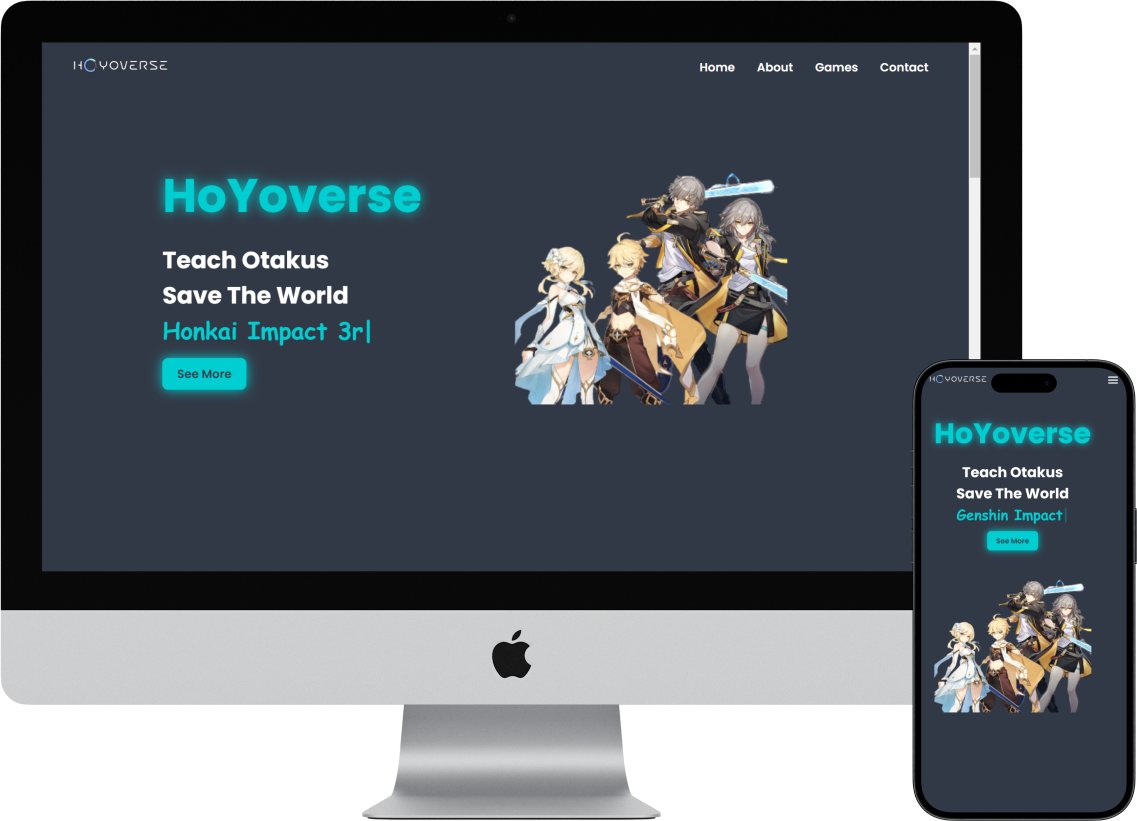 HOYOVERSE
Home About Games Contact
HoYoverse
Teach Otakus
Save The World
Honkai Impact 3r|
See More
HOYOVERSE
HoYoverse
Teach Otakus
Save The World
Genshin Impact|
See More